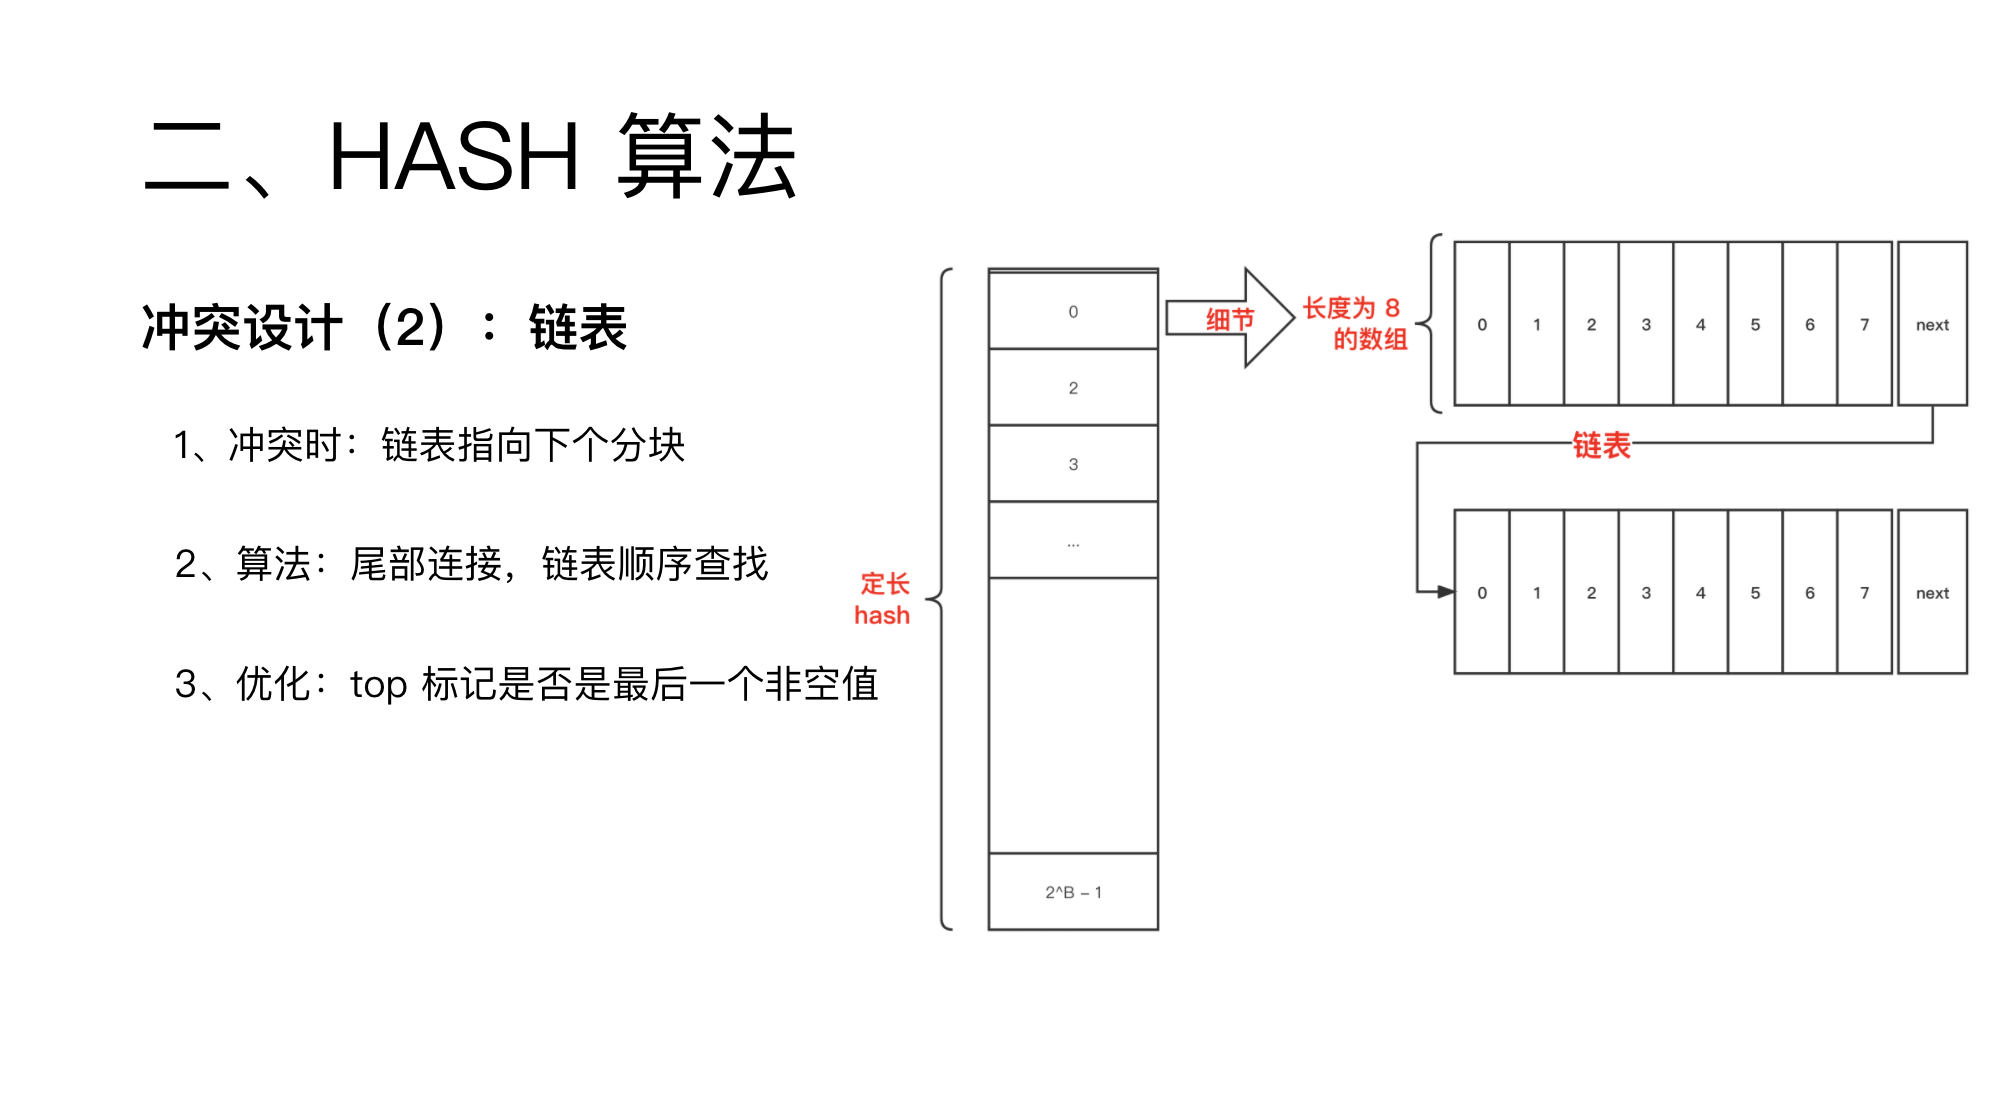 二、HASH 算法
冲突设计（2）：链表
1、冲突时：链表指向下个分块
2、算法：尾部连接，链表顺序查找
3、优化：top 标记是否是最后一个非空值
定长
hash
0
2
3
...
2^B – 1
细节
长度为 8
的数组
0 1 2 3 4 5 6 7 next
链表
0 1 2 3 4 5 6 7 next